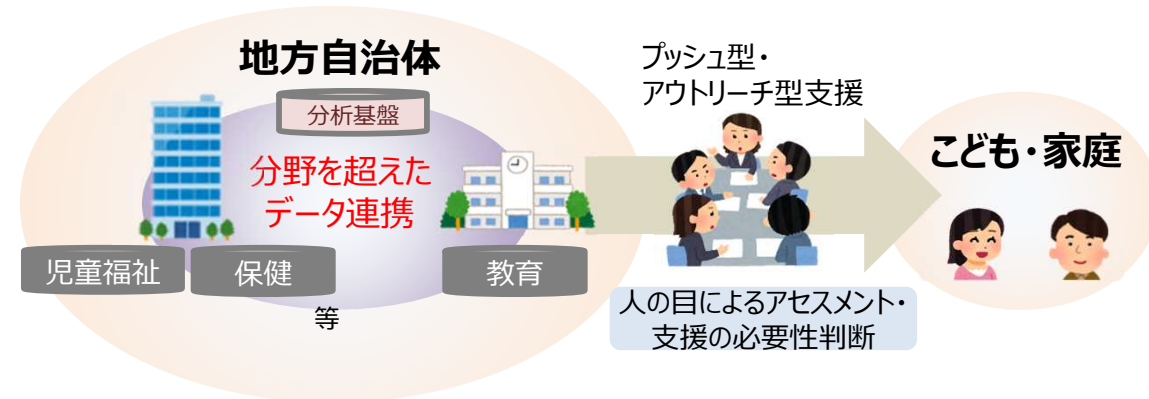 地方自治体
分析基盤
分野を超えた
データ連携
児童福祉
保健
教育
等
プッシュ型・
アウトリーチ型支援
人の目によるアセスメント・
支援の必要性判断
こども・家庭